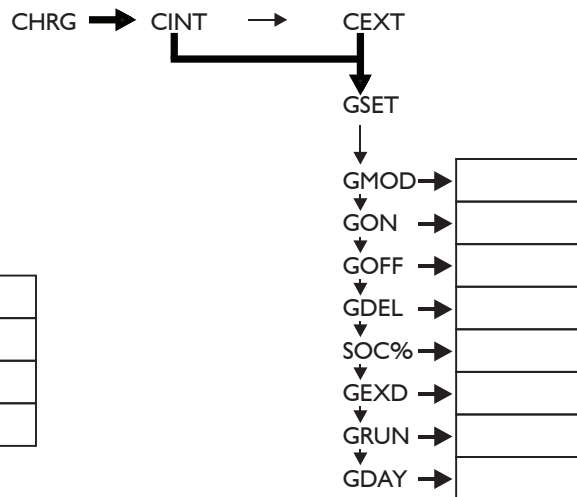 CHRG CINT CEXT
GSET
GMOD
GON
GOFF
GDEL
SOC%
GEXD
GRUN
GDAY